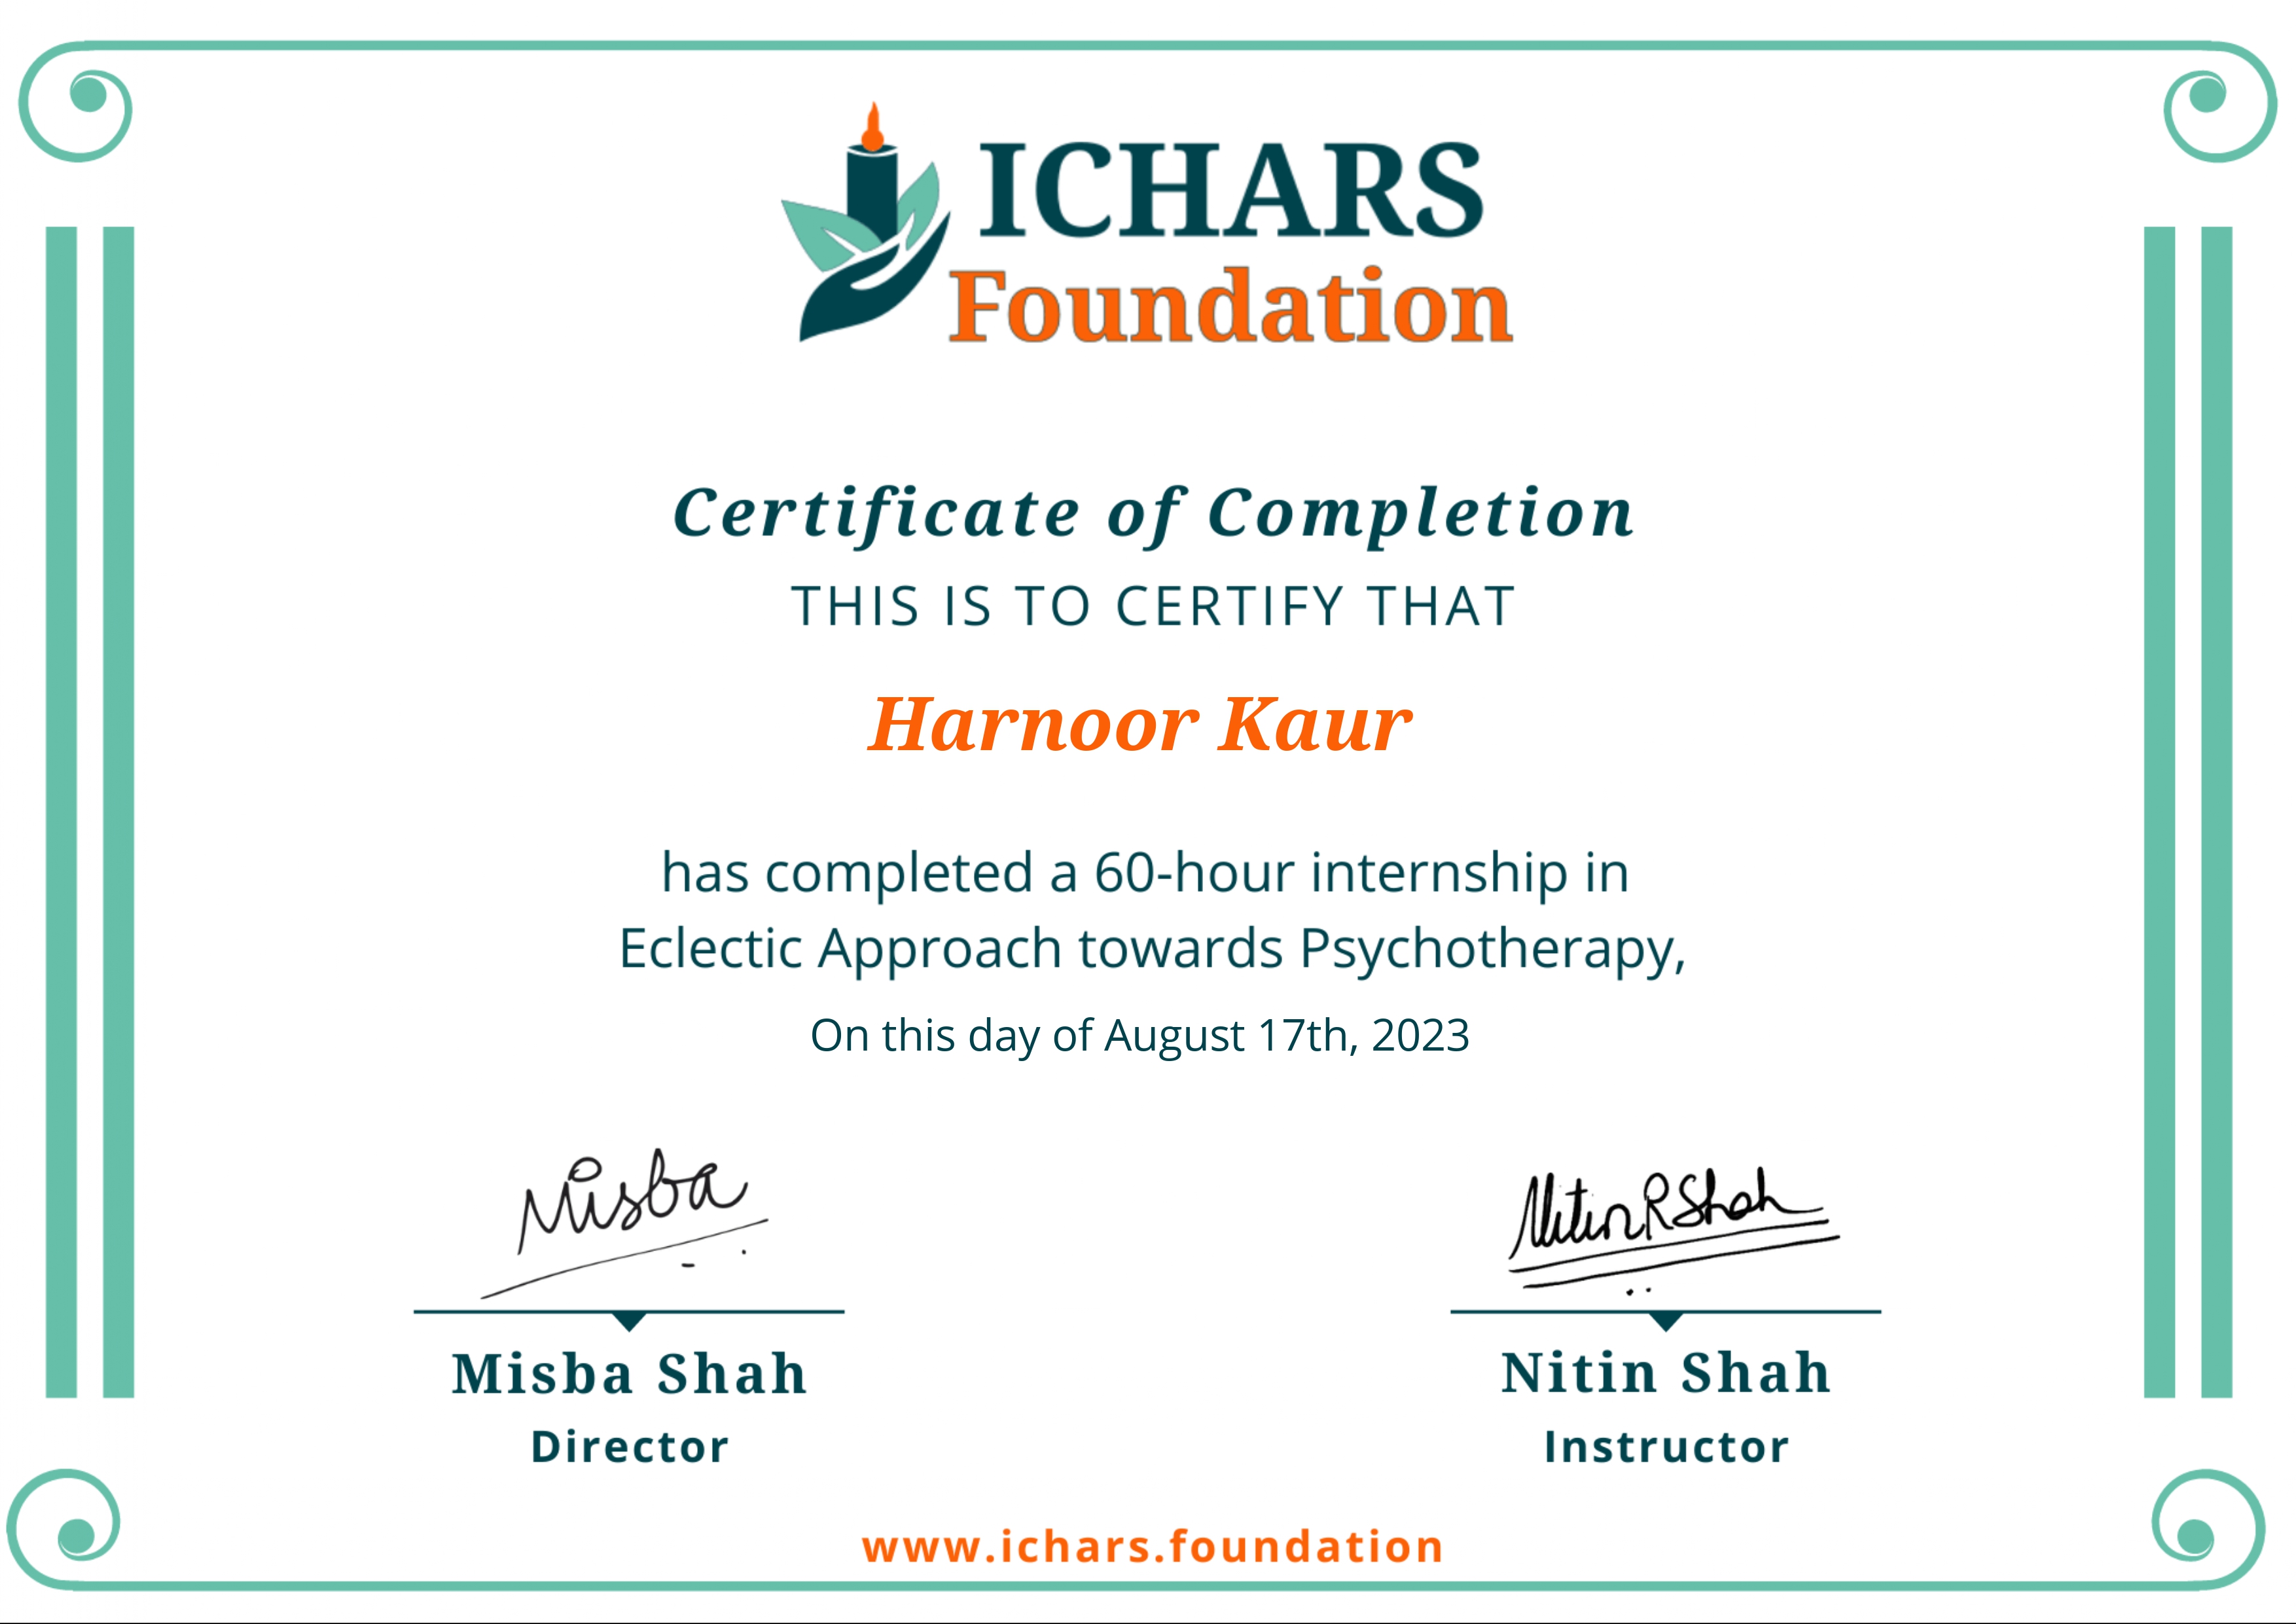 ICHARS
Foundation
Certificate of Completion
THIS IS TO CERTIFY THAT
Harnoor Kaur
has completed a 60-hour internship in
Eclectic Approach towards Psychotherapy,
On this day of August 17th, 2023
Misba
Nitin R Shah
Misba Shah
Nitin Shah
Director
Instructor
www.ichars.foundation